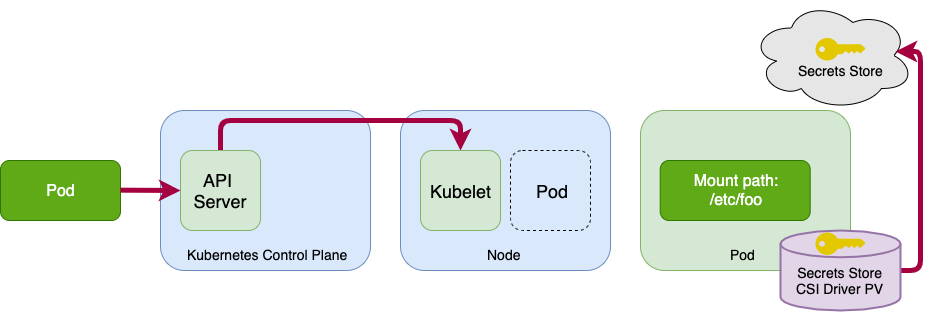 Secrets Store
Pod
API
Server
Kubernetes Control Plane
Kubelet
Pod
Node
Mount path:
/etc/foo
Pod
Secrets Store
CSI Driver PV